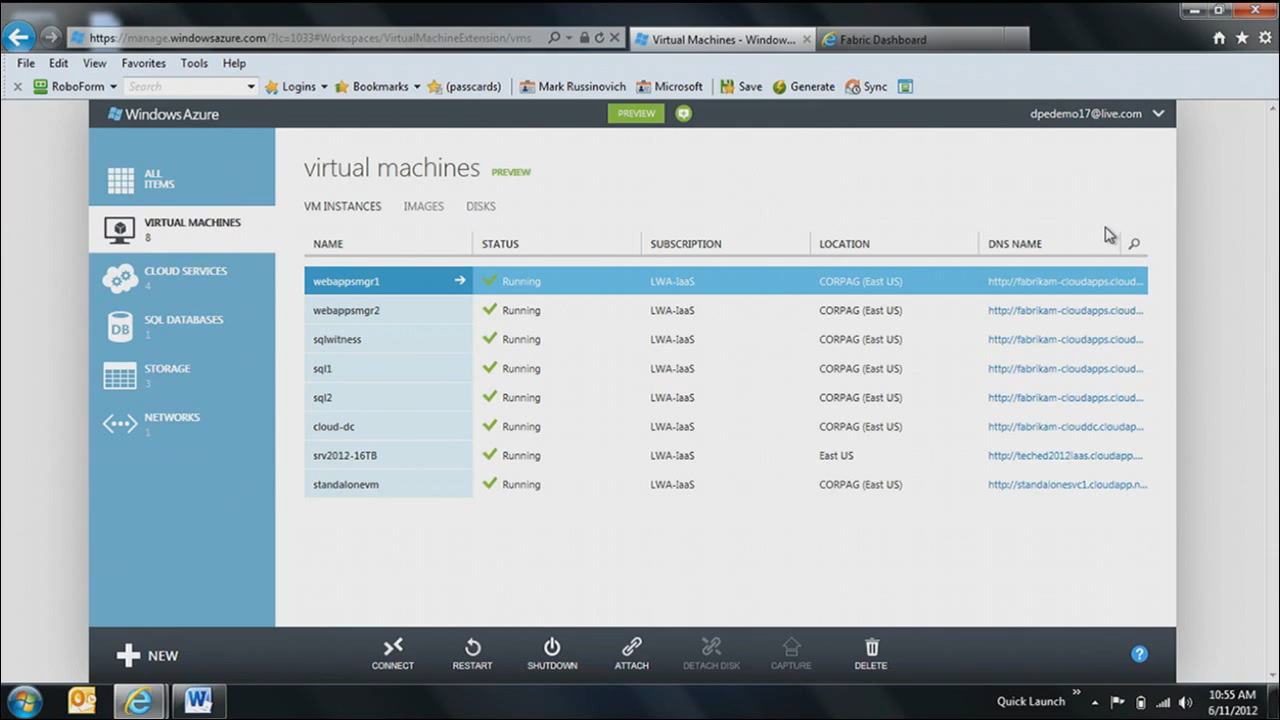 https://manage.windowsazure.com/?lc=1033#Workspaces/VirtualMachineExtension/vms
Virtual Machines - Window...
Fabric Dashboard
File Edit View Favorites Tools Help
RoboForm Search Logins Bookmarks (passcards) Mark Russinovich Microsoft Save Generate Sync
Windows Azure PREVIEW dpedemo17@live.com
ALL ITEMS
VIRTUAL MACHINES
8
CLOUD SERVICES
4
SQL DATABASES
1
DB
STORAGE
3
NETWORKS
1
virtual machines PREVIEW
VM INSTANCES IMAGES DISKS
NAME STATUS SUBSCRIPTION LOCATION DNS NAME
webappsmgr1 Running LWA-IaaS CORPAG (East US) http://fabrikam-cloudapps.cloud...
webappsmgr2 Running LWA-IaaS CORPAG (East US) http://fabrikam-cloudapps.cloud...
sqlwitness Running LWA-IaaS CORPAG (East US) http://fabrikam-cloudapps.cloud...
sql1 Running LWA-IaaS CORPAG (East US) http://fabrikam-cloudapps.cloud...
sql2 Running LWA-IaaS CORPAG (East US) http://fabrikam-cloudapps.cloud...
cloud-dc Running LWA-IaaS CORPAG (East US) http://fabrikam-clouddc.cloudap...
srv2012-16TB Running LWA-IaaS East US http://teched2012iaas.cloudapp....
standalonevm Running LWA-IaaS CORPAG (East US) http://standalonesvc1.cloudapp.n...
NEW CONNECT RESTART SHUTDOWN ATTACH DETACH DISK CAPTURE DELETE ?
Quick Launch
10:55 AM
6/11/2012